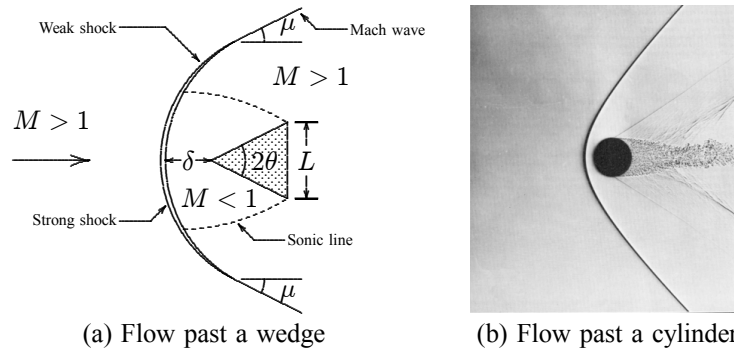 Weak shock
μ
Mach wave
M > 1
M > 1
δ
2θ
L
M < 1
Strong shock
Sonic line
μ
(a) Flow past a wedge
(b) Flow past a cylinder